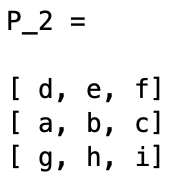 P_2 =
[ d, e, f]
[ a, b, c]
[ g, h, i]